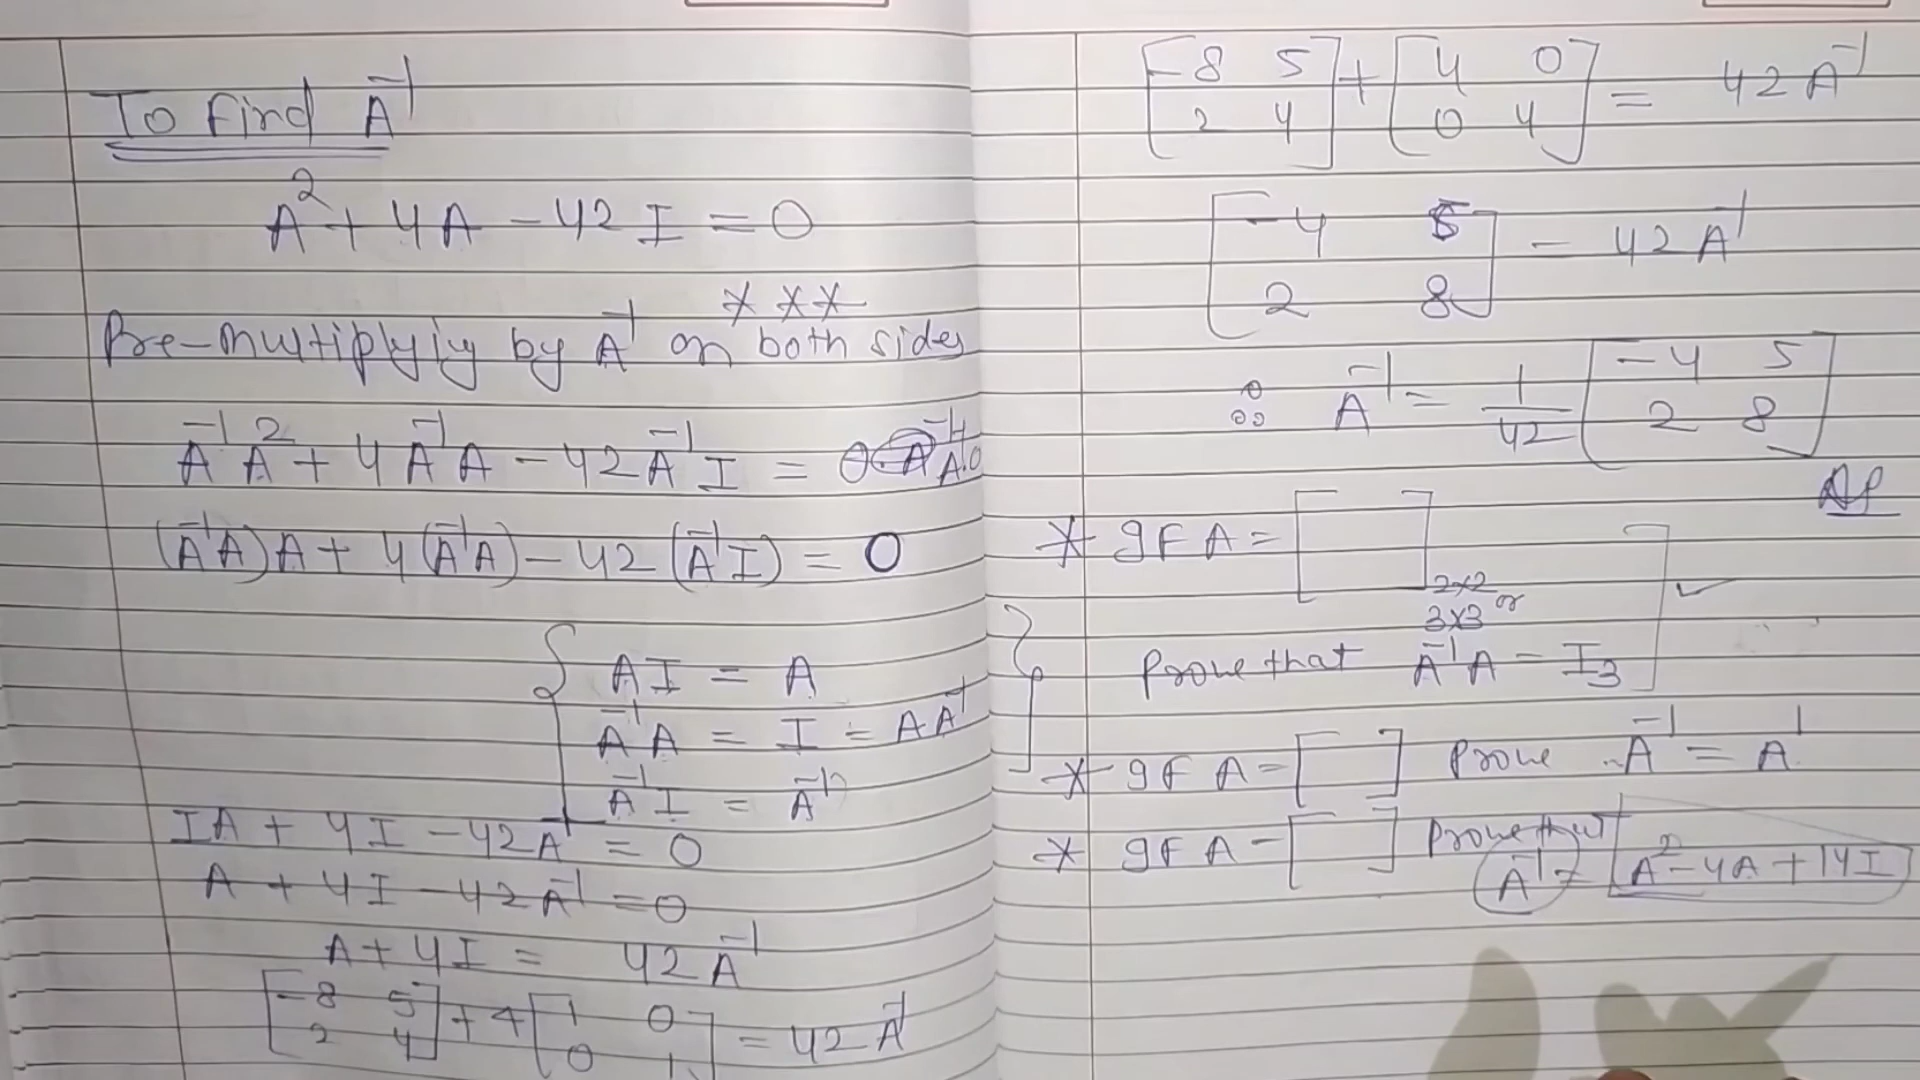 To Find A⁻¹
A² + 4A - 42 I = 0
* * *
Pre-multiplying by A⁻¹ on both sides
A⁻¹A² + 4A⁻¹A - 42A⁻¹I = A⁻¹.0
(A⁻¹A)A + 4(A⁻¹A) - 42(A⁻¹I) = 0
AI = A
A⁻¹A = I = AA⁻¹
A⁻¹I = A⁻¹
IA + 4I - 42A⁻¹ = 0
A + 4I - 42A⁻¹ = 0
A + 4I = 42A⁻¹
[-8 5; 2 4] + 4[1 0; 0 1] = 42A⁻¹
[-8 5; 2 4] + [4 0; 0 4] = 42A⁻¹
[-4 5; 2 8] = 42A⁻¹
∴ A⁻¹ = 1/42 [-4 5; 2 8]
* If A = [ ] 2×2 or
3×3
Prove that A⁻¹A = I₃
* If A = [ ] Prove A⁻¹ = A'
* If A = [ ] Prove that
A⁻¹ = A² - 4A + 14I